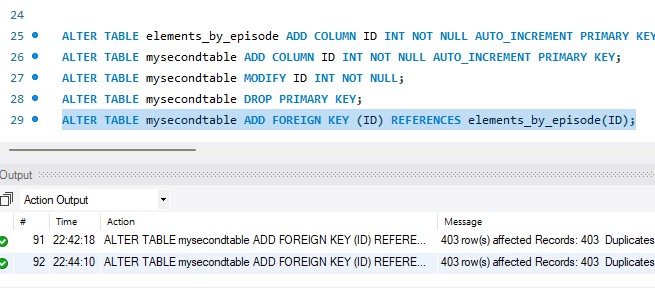 24
25 ALTER TABLE elements_by_episode ADD COLUMN ID INT NOT NULL AUTO_INCREMENT PRIMARY KEY
26 ALTER TABLE mysecondtable ADD COLUMN ID INT NOT NULL AUTO_INCREMENT PRIMARY KEY;
27 ALTER TABLE mysecondtable MODIFY ID INT NOT NULL;
28 ALTER TABLE mysecondtable DROP PRIMARY KEY;
29 ALTER TABLE mysecondtable ADD FOREIGN KEY (ID) REFERENCES elements_by_episode(ID);
Output
Action Output
# Time Action Message
91 22:42:18 ALTER TABLE mysecondtable ADD FOREIGN KEY (ID) REFERE... 403 row(s) affected Records: 403 Duplicates
92 22:44:10 ALTER TABLE mysecondtable ADD FOREIGN KEY (ID) REFERE... 403 row(s) affected Records: 403 Duplicates